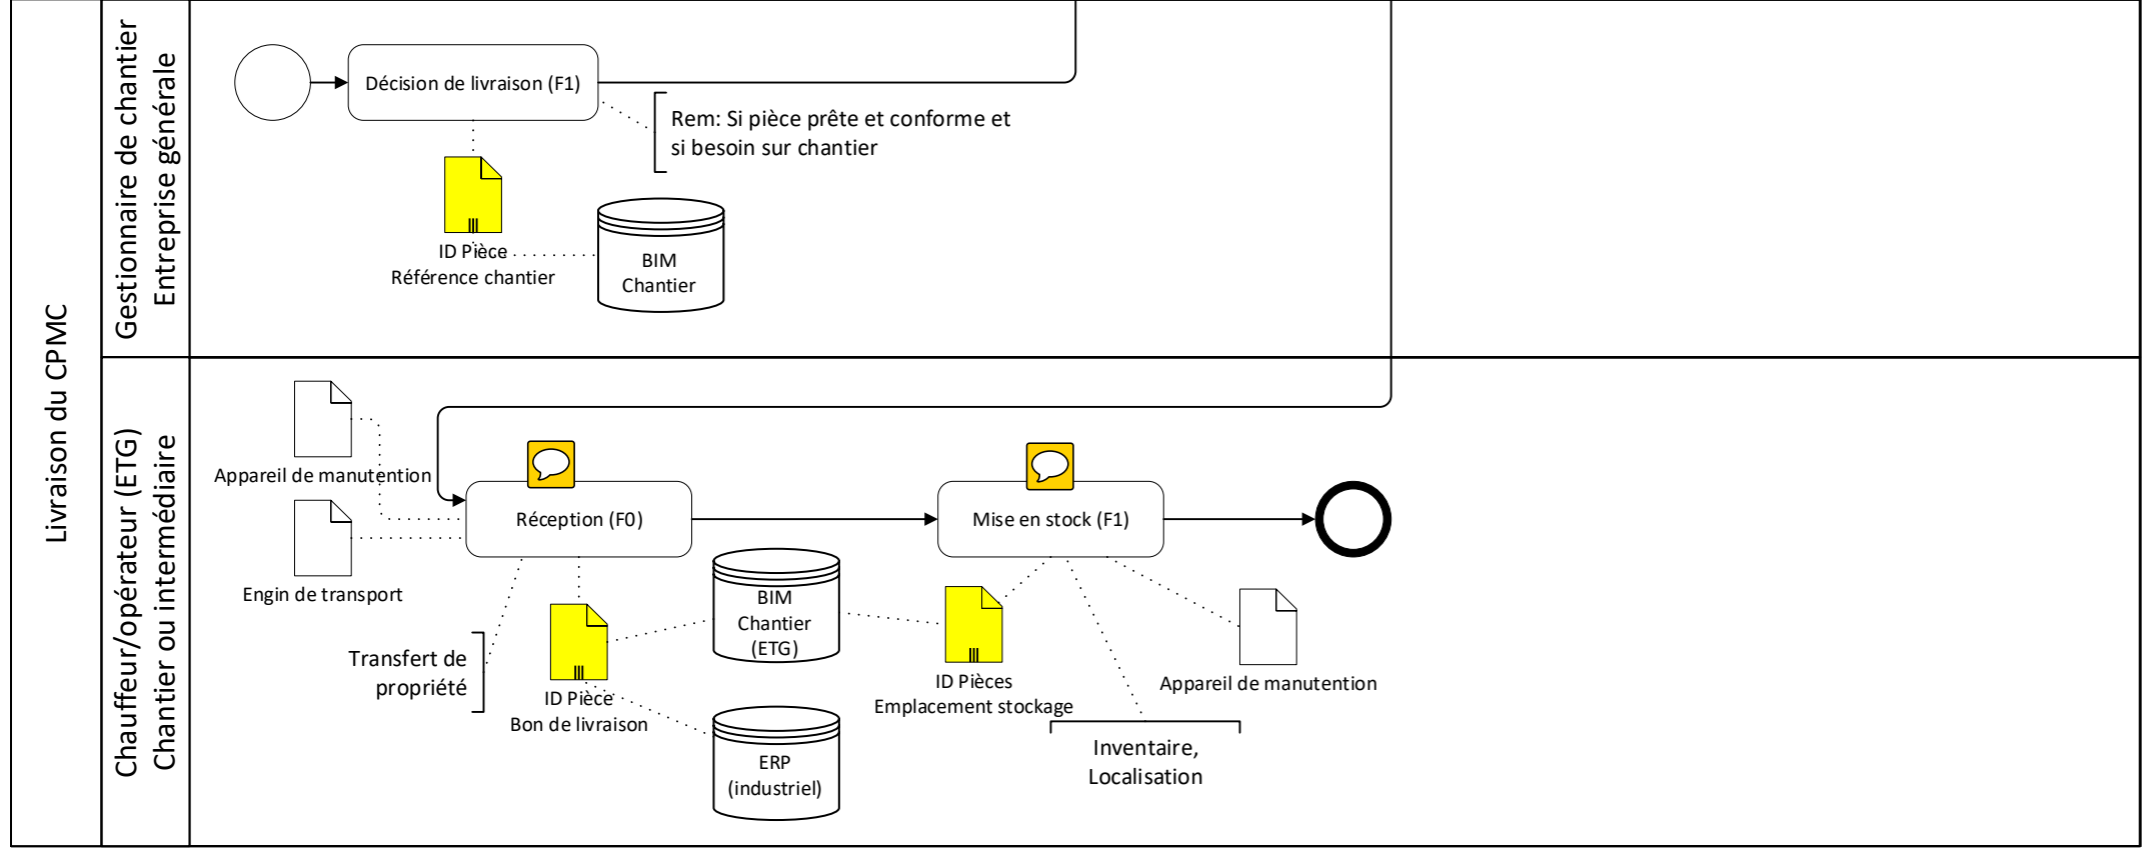 Livraison du CPMC
Gestionnaire de chantier
Entreprise générale
Décision de livraison (F1)
Rem: Si pièce prête et conforme et
si besoin sur chantier
ID Pièce
Référence chantier
BIM
Chantier
Chauffeur/opérateur (ETG)
Chantier ou intermédiaire
Appareil de manutention
Engin de transport
Réception (F0)
Mise en stock (F1)
Transfert de
propriété
ID Pièce
Bon de livraison
BIM
Chantier
(ETG)
ERP
(industriel)
ID Pièces
Emplacement stockage
Appareil de manutention
Inventaire,
Localisation